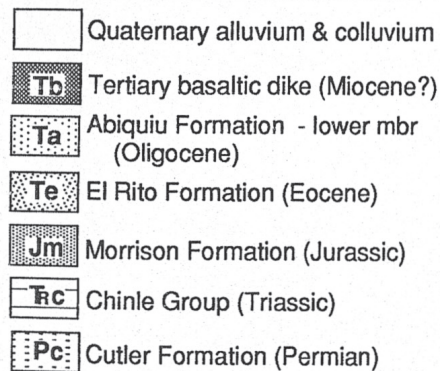 Quaternary alluvium & colluvium
Tb Tertiary basaltic dike (Miocene?)
Ta Abiquiu Formation - lower mbr
(Oligocene)
Te El Rito Formation (Eocene)
Jm Morrison Formation (Jurassic)
TRC Chinle Group (Triassic)
Pc Cutler Formation (Permian)